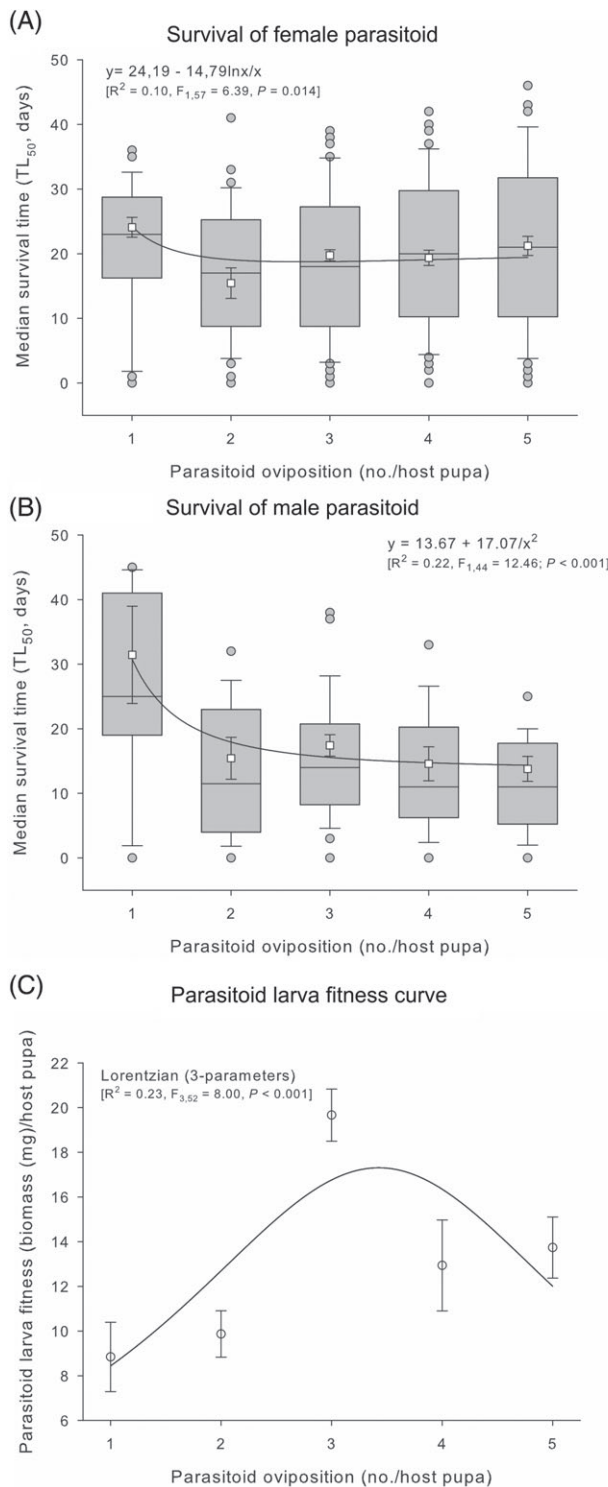 (A)
Survival of female parasitoid
y= 24,19 - 14,79lnx/x
[R² = 0.10, F₁,₅₇ = 6.39, P = 0.014]
Median survival time (TL₅₀, days)
50
40
30
20
10
0
1 2 3 4 5
Parasitoid oviposition (no./host pupa)
(B)
Survival of male parasitoid
y = 13.67 + 17.07/x²
[R² = 0.22, F₁,₄₄ = 12.46; P < 0.001]
Median survival time (TL₅₀, days)
50
40
30
20
10
0
1 2 3 4 5
Parasitoid oviposition (no./host pupa)
(C)
Parasitoid larva fitness curve
Lorentzian (3-parameters)
[R² = 0.23, F₃,₅₂ = 8.00, P < 0.001]
Parasitoid larva fitness (biomass (mg)/host pupa)
22
20
18
16
14
12
10
8
6
1 2 3 4 5
Parasitoid oviposition (no./host pupa)